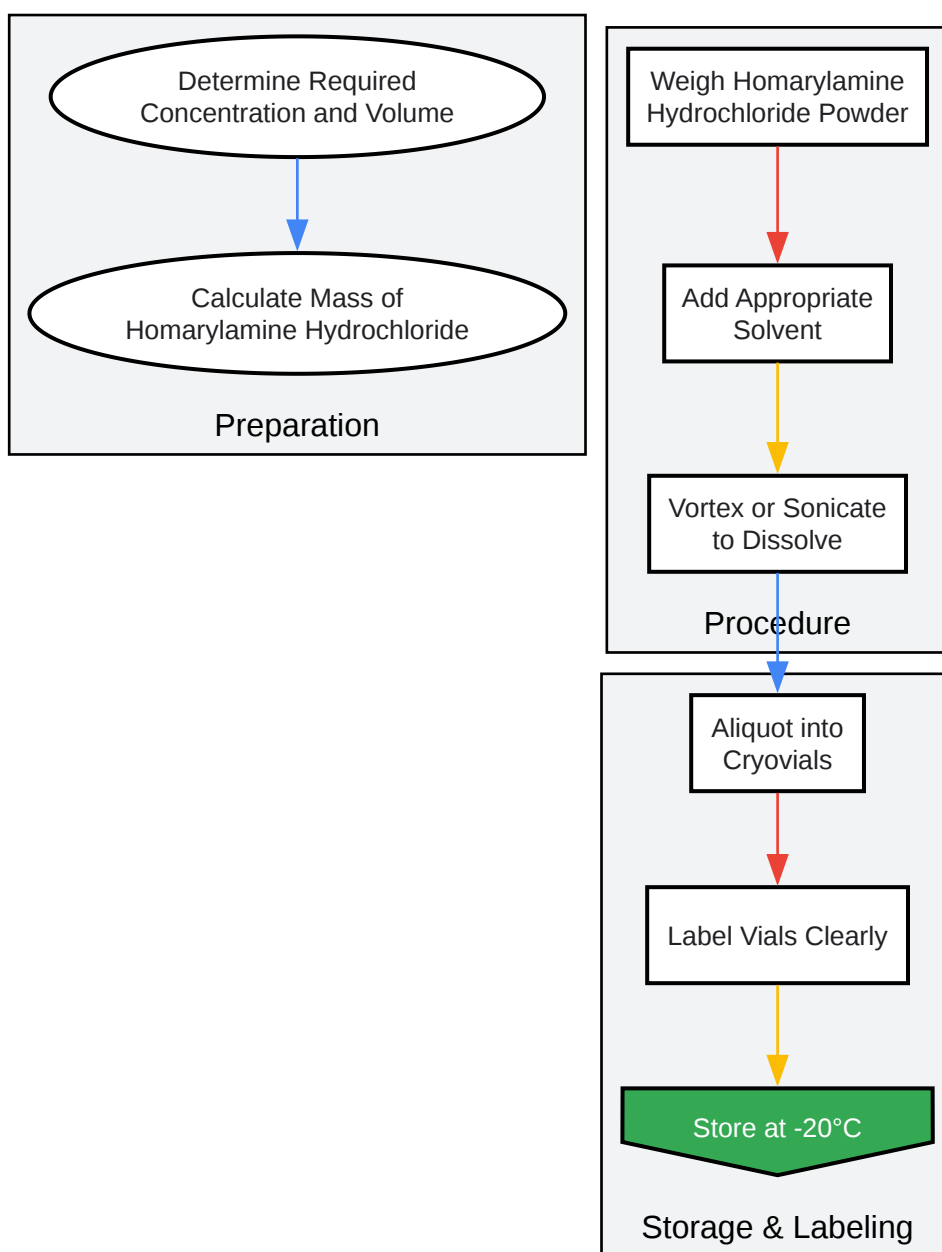 Determine Required
Concentration and Volume
Calculate Mass of
Homarylamine Hydrochloride
Preparation
Weigh Homarylamine
Hydrochloride Powder
Add Appropriate
Solvent
Vortex or Sonicate
to Dissolve
Procedure
Aliquot into
Cryovials
Label Vials Clearly
Store at -20°C
Storage & Labeling